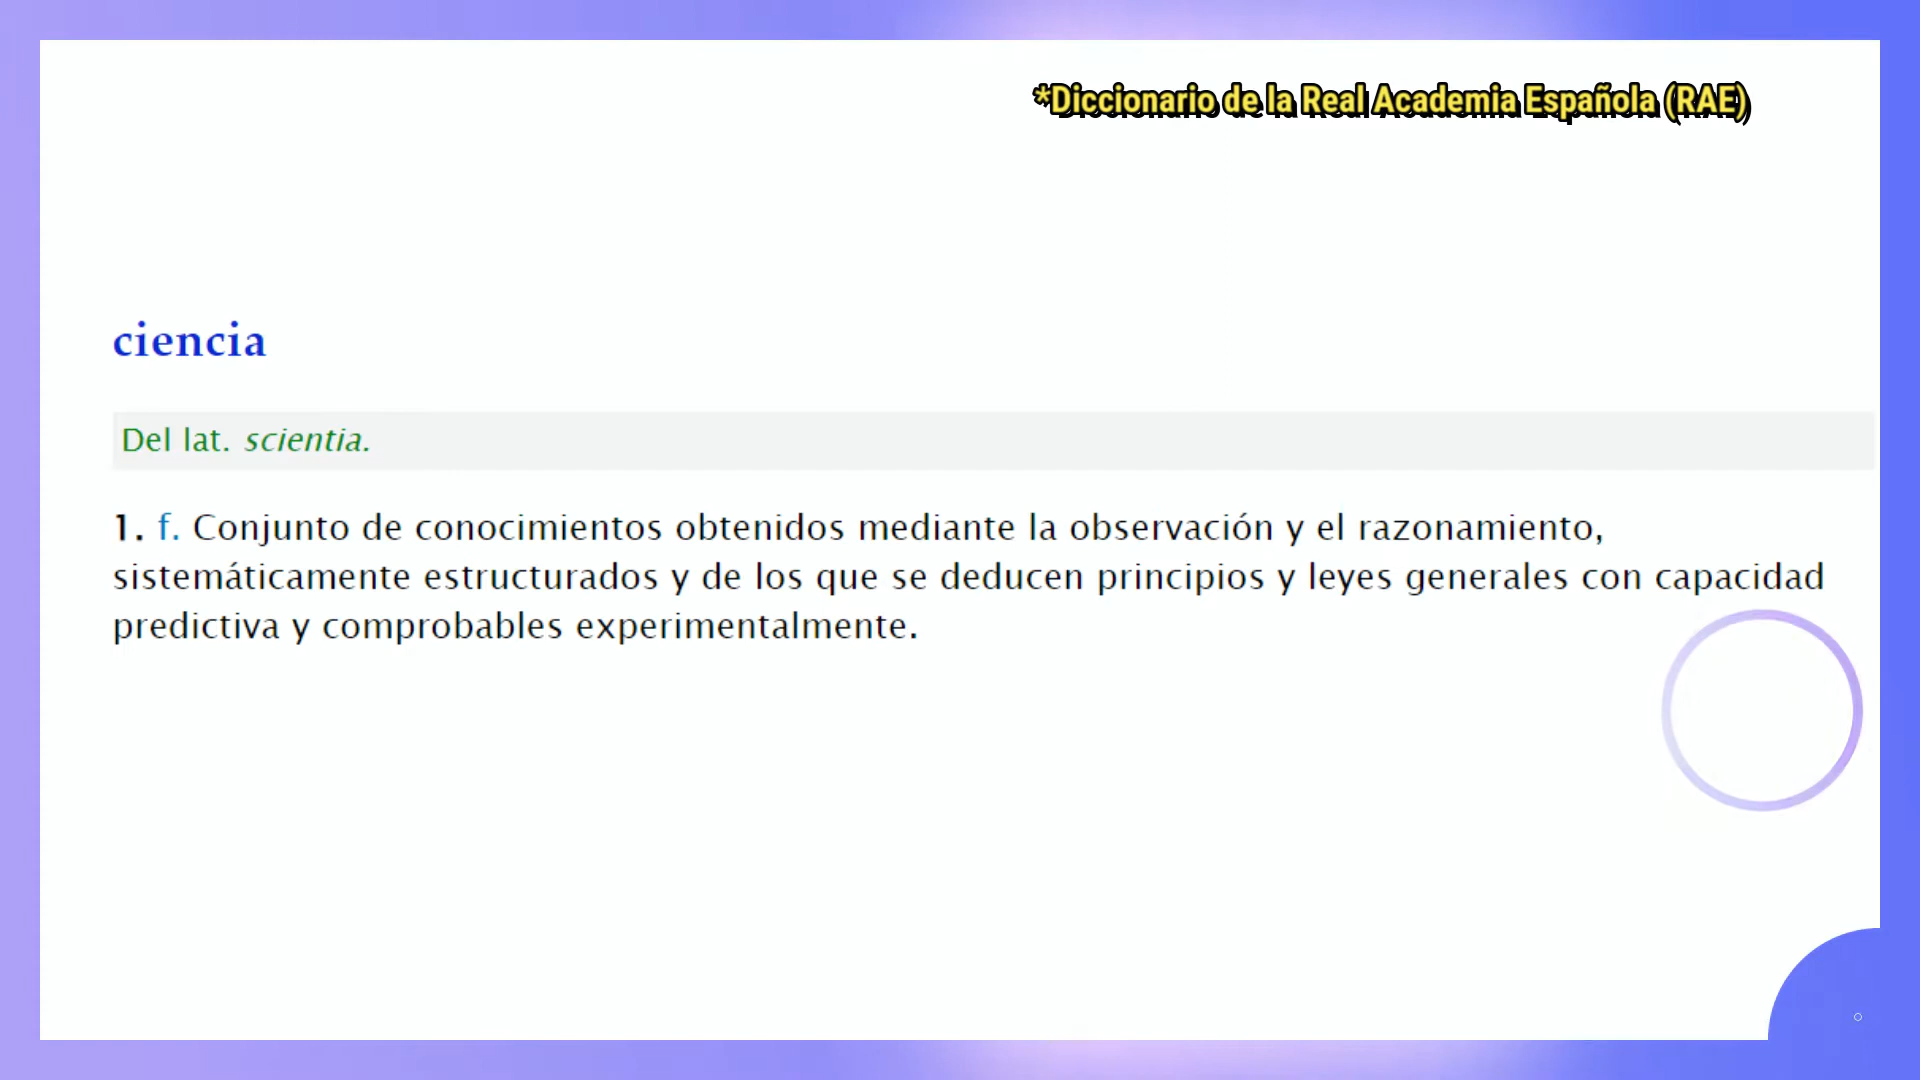 *Diccionario de la Real Academia Española (RAE)
ciencia
Del lat. scientia.
1. f. Conjunto de conocimientos obtenidos mediante la observación y el razonamiento,
sistemáticamente estructurados y de los que se deducen principios y leyes generales con capacidad
predictiva y comprobables experimentalmente.